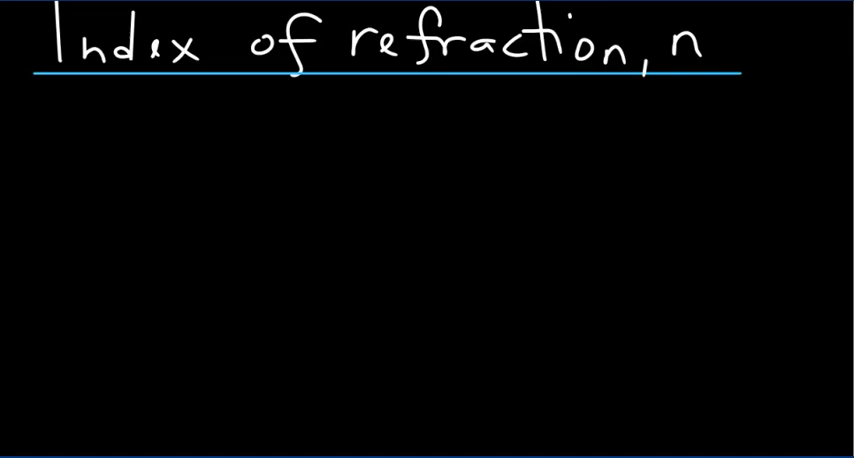 Index of refraction, n